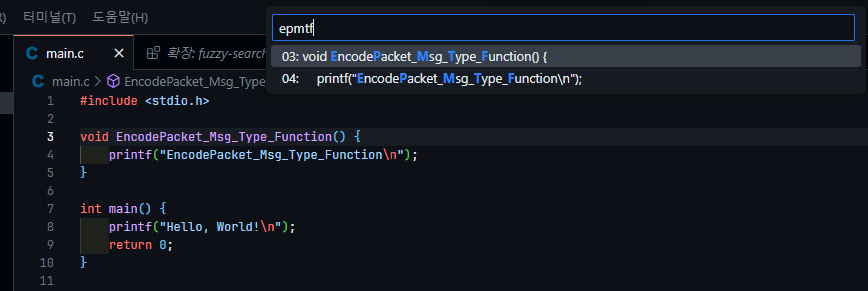 R) 터미널(T) 도움말(H)
epmtf
03: void EncodePacket_Msg_Type_Function() {
04: printf("EncodePacket_Msg_Type_Function\n");
C main.c × 확장: fuzzy-search
C main.c > EncodePacket_Msg_Type
1 #include <stdio.h>
2
3 void EncodePacket_Msg_Type_Function() {
4 printf("EncodePacket_Msg_Type_Function\n");
5 }
6
7 int main() {
8 printf("Hello, World!\n");
9 return 0;
10 }
11